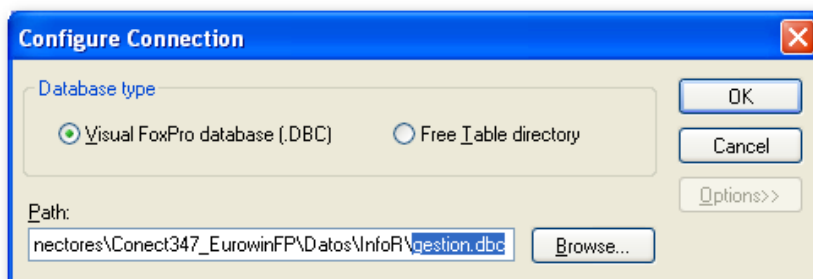 Configure Connection
Database type
Visual FoxPro database (.DBC)
Free Table directory
OK
Cancel
Options>>
Path:
nectores\Conect347_EurowinFP\Datos\InfoR\gestion.dbc
Browse...